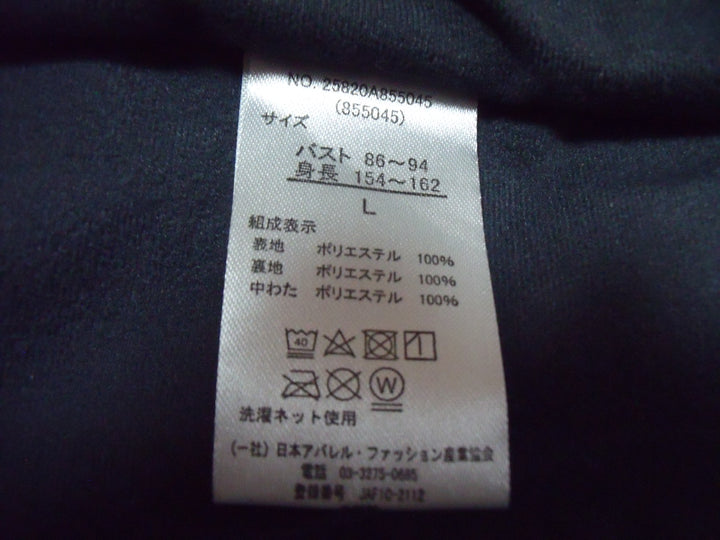 NO. 25820A855045
(855045)
サイズ
バスト 86～94
身長 154～162
L
組成表示
表地 ポリエステル 100%
裏地 ポリエステル 100%
中わた ポリエステル 100%
40
W
洗濯ネット使用
(一社)日本アパレル・ファッション産業協会
電話 03-3275-0685
登録番号 JAF10-2112